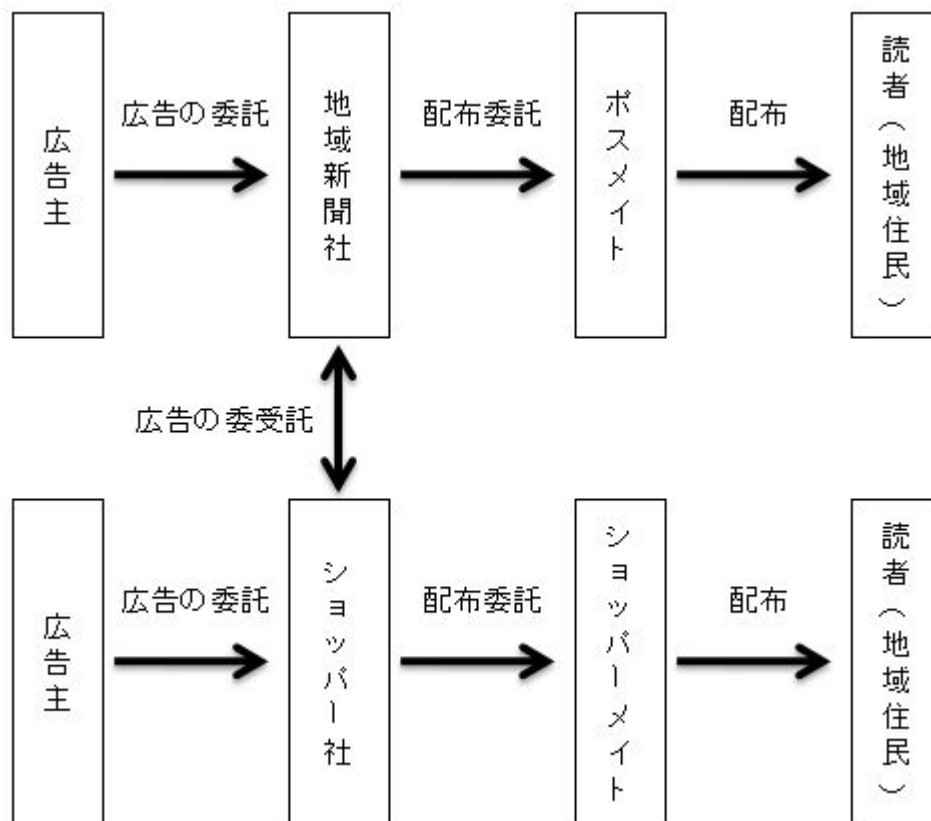 広告主
広告の委託
地域新聞社
配布委託
ポスメイト
配布
読者（地域住民）
広告の委受託
広告主
広告の委託
ショッパー社
配布委託
ショッパーメイト
配布
読者（地域住民）